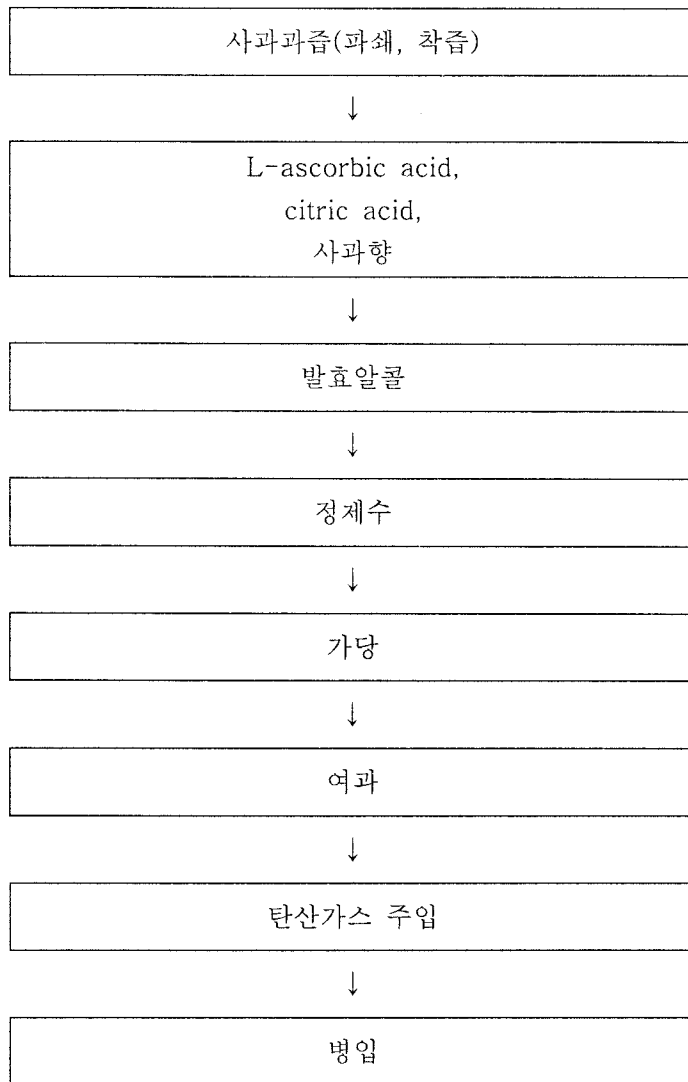 사과과즙(파쇄, 착즙)
↓
L-ascorbic acid,
citric acid,
사과향
↓
발효알콜
↓
정제수
↓
가당
↓
여과
↓
탄산가스 주입
↓
병입